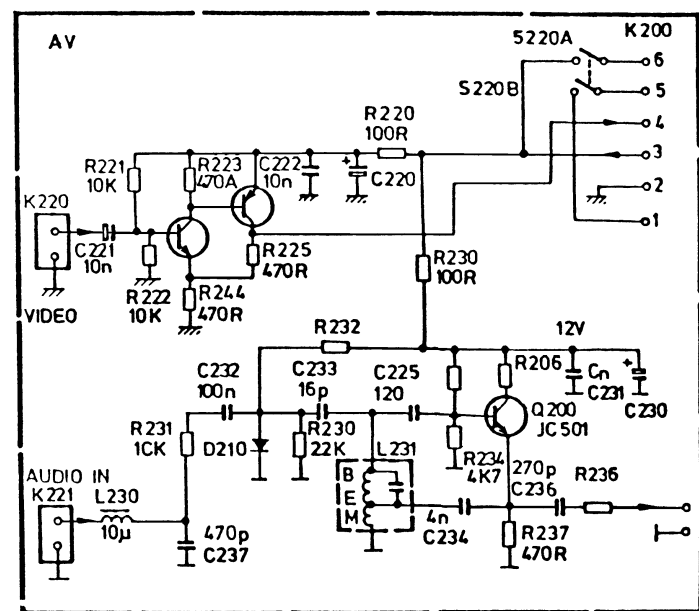 AV
S220A
K200
6
S220B
5
R220
100R
4
R221
10K
R223
470A
C222
10n
+
C220
3
K220
2
C221
10n
R225
470R
1
R230
100R
R222
10K
R244
470R
VIDEO
R232
12V
C232
100n
C233
16p
C225
120
R206
Cn
C231
+
C230
R231
1CK
D210
R230
22K
L231
Q200
JC501
R234
4K7
AUDIO IN
K221
L230
10µ
B
E
M
270p
C236
R236
470p
C237
4n
C234
R237
470R